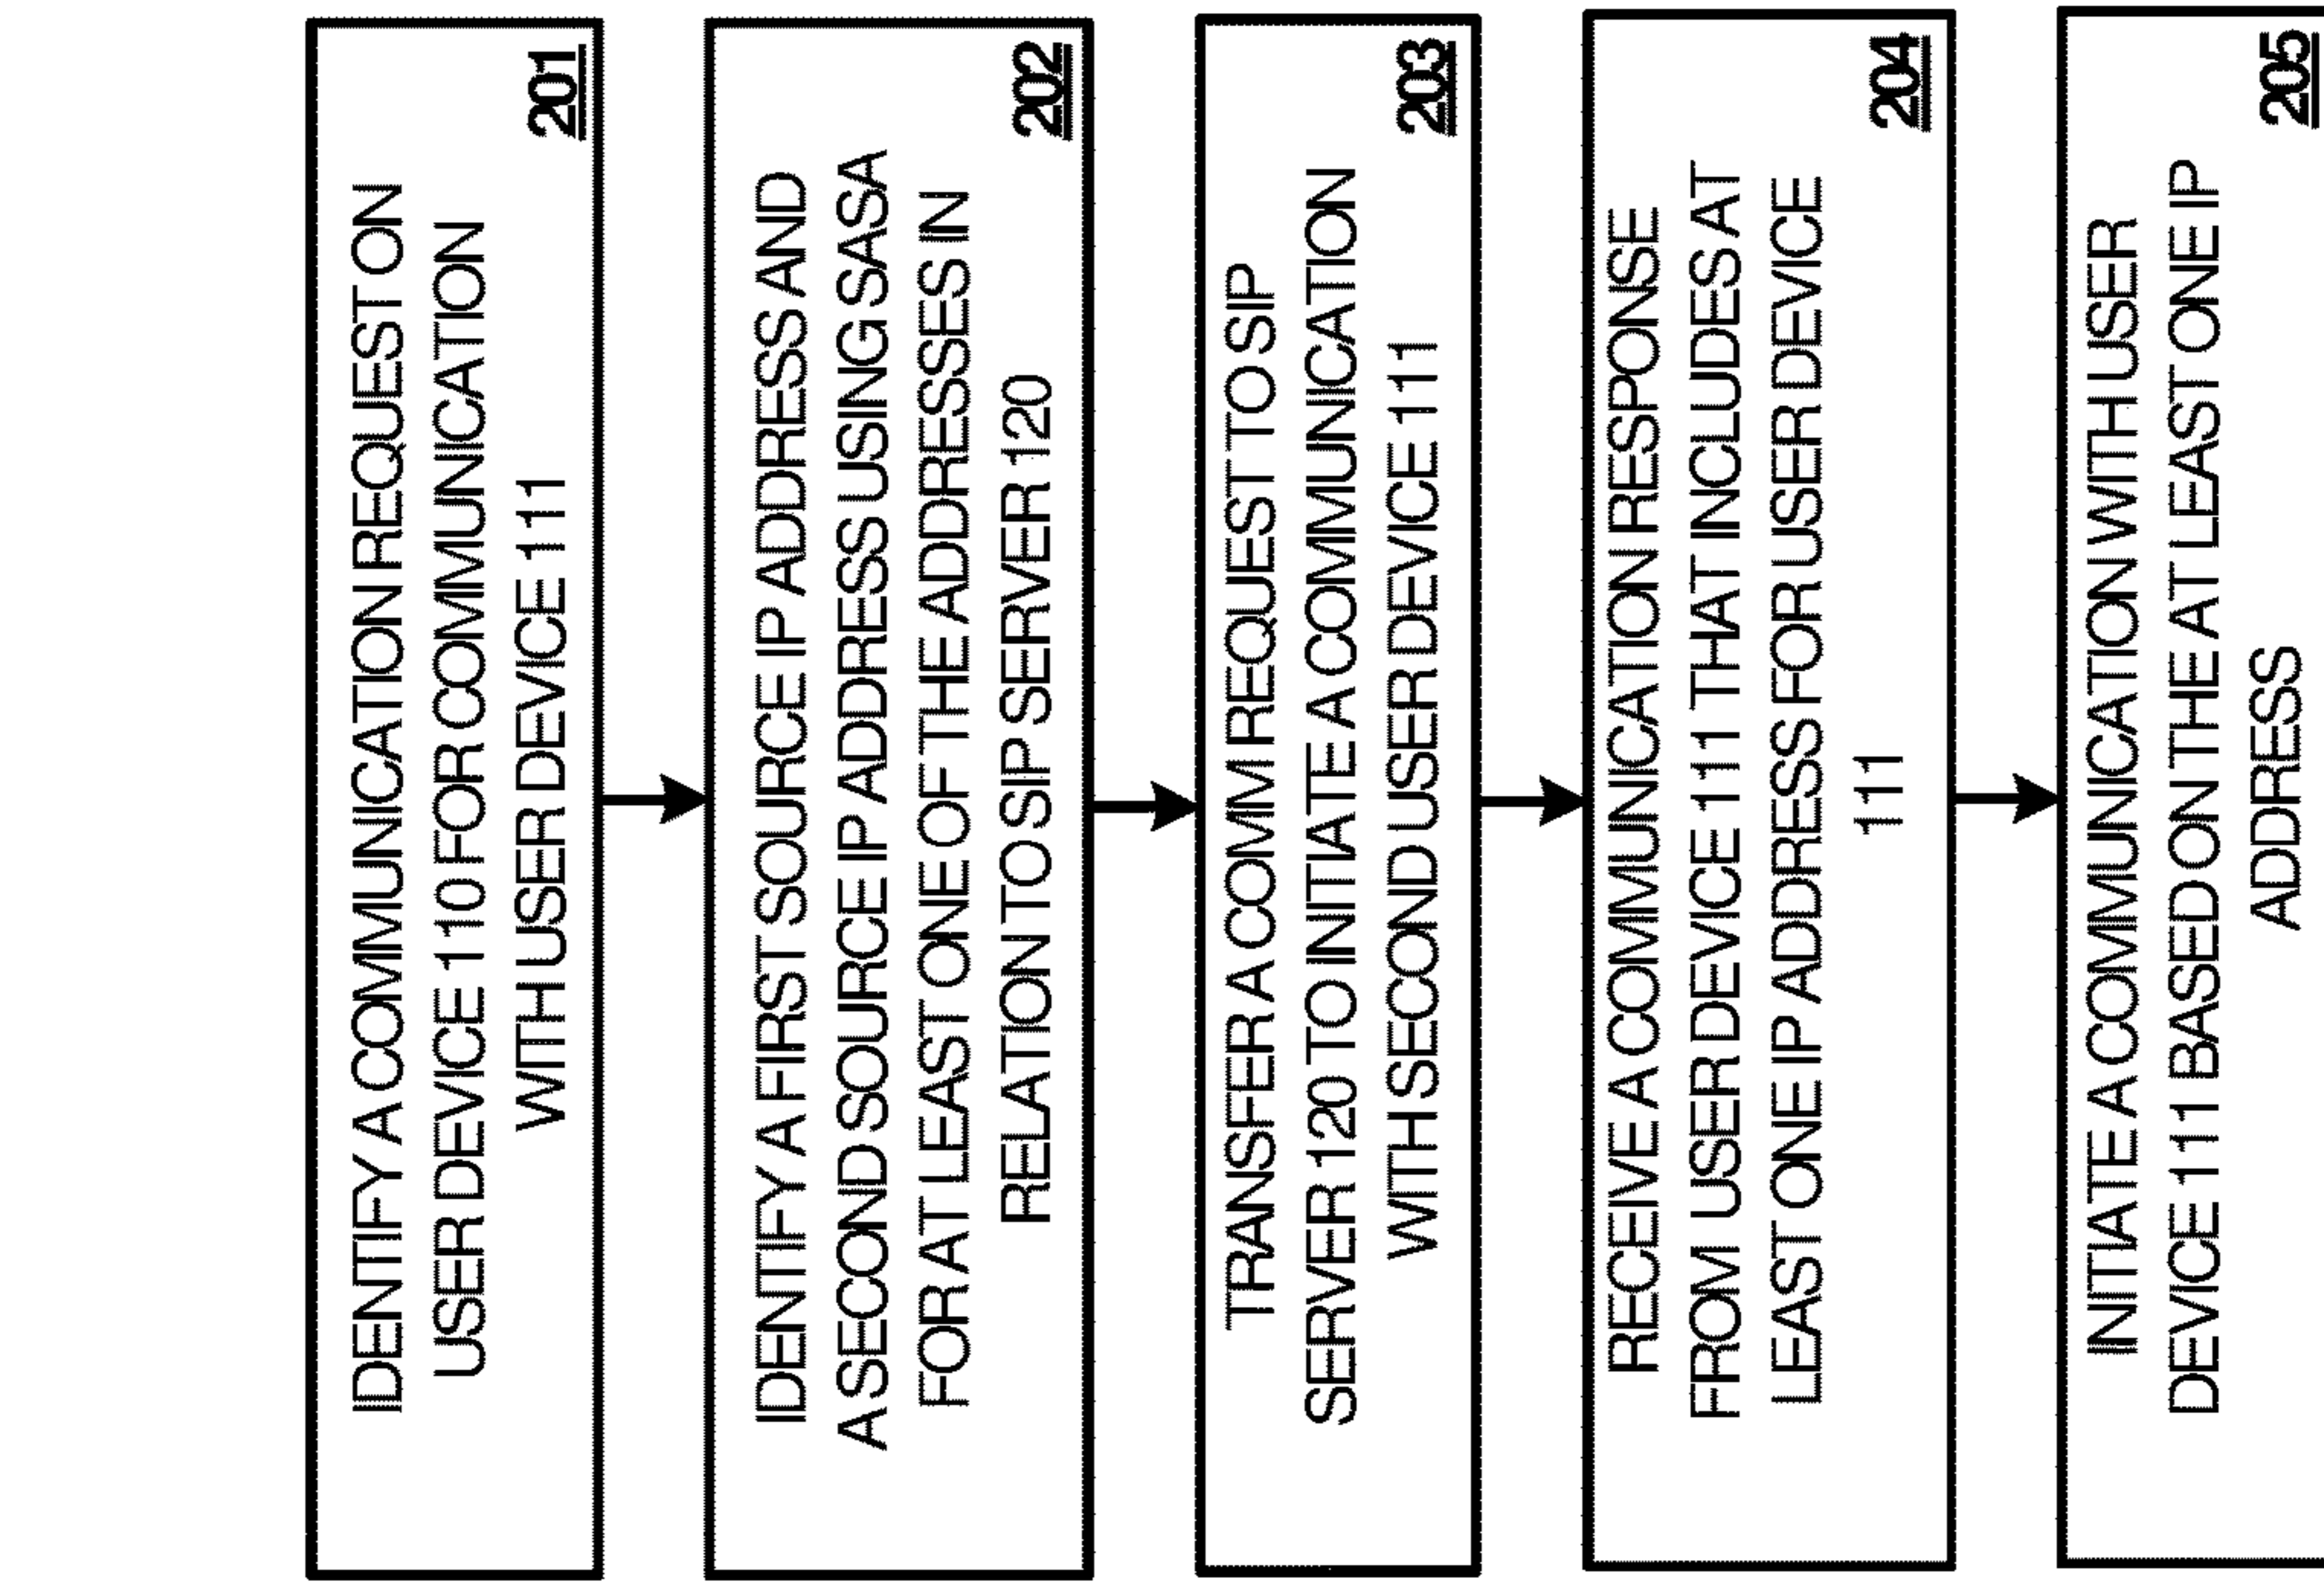 IDENTIFY A COMMUNICATION REQUEST ON
USER DEVICE 110 FOR COMMUNICATION
WITH USER DEVICE 111
201
IDENTIFY A FIRST SOURCE IP ADDRESS AND
A SECOND SOURCE IP ADDRESS USING SASA
FOR AT LEAST ONE OF THE ADDRESSES IN
RELATION TO SIP SERVER 120
202
TRANSFER A COMM REQUEST TO SIP
SERVER 120 TO INITIATE A COMMUNICATION
WITH SECOND USER DEVICE 111
203
RECEIVE A COMMUNICATION RESPONSE
FROM USER DEVICE 111 THAT INCLUDES AT
LEAST ONE IP ADDRESS FOR USER DEVICE
111
204
INITIATE A COMMUNICATION WITH USER
DEVICE 111 BASED ON THE AT LEAST ONE IP
ADDRESS
205